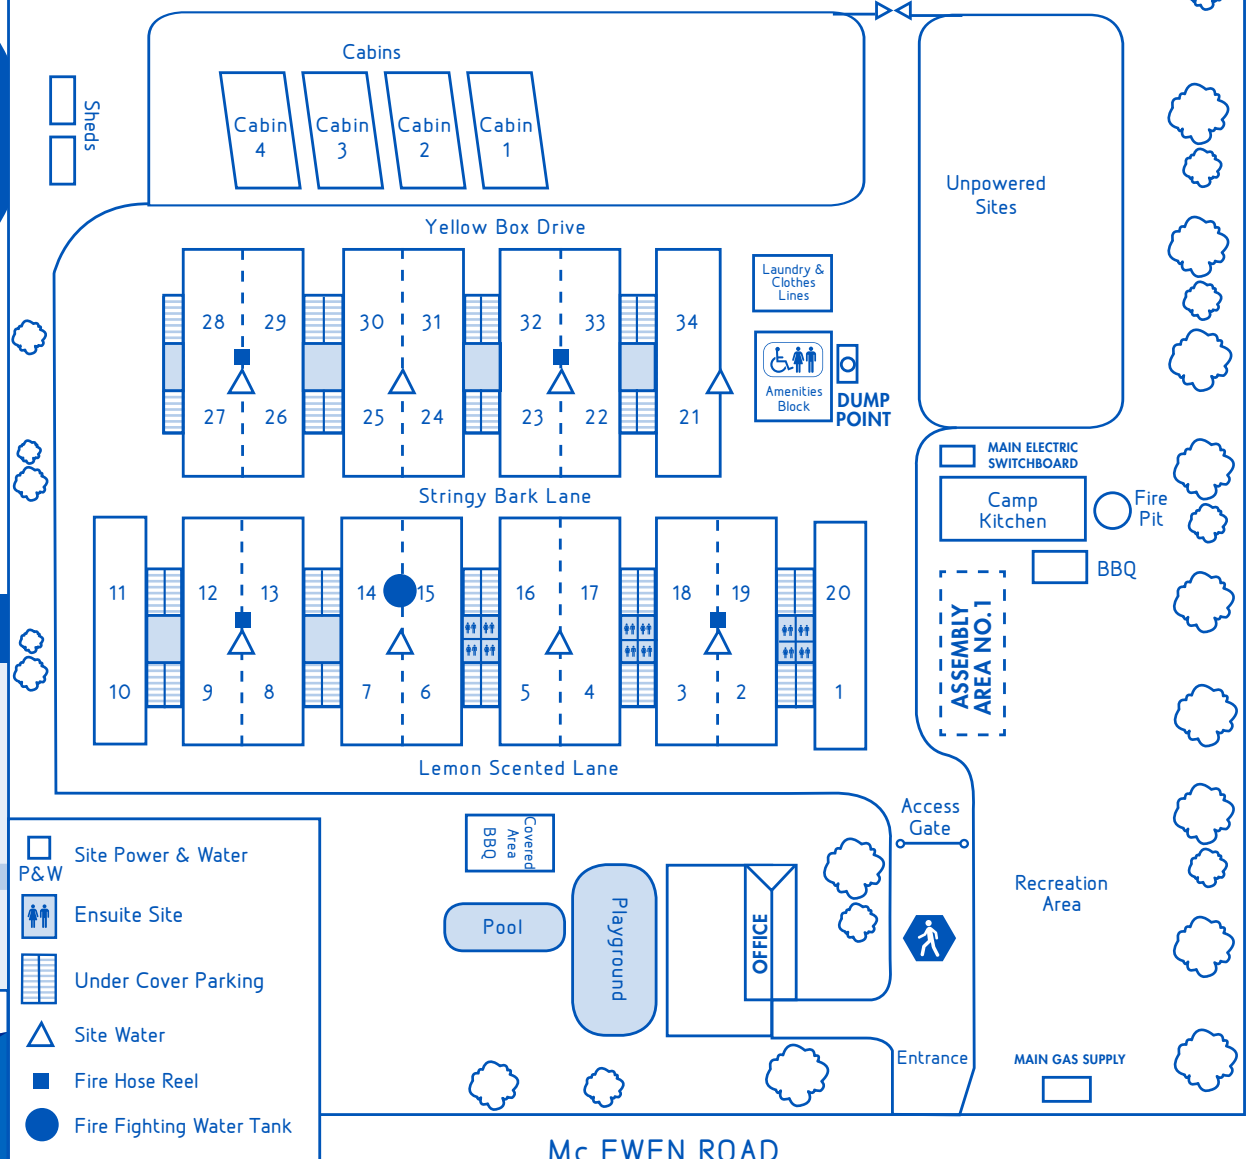 Cabins
Cabin
4
Cabin
3
Cabin
2
Cabin
1
Sheds
Unpowered
Sites
Yellow Box Drive
Laundry &
Clothes
Lines
28 29 30 31 32 33 34
27 26 25 24 23 22 21
Amenities
Block
DUMP
POINT
MAIN ELECTRIC
SWITCHBOARD
Stringy Bark Lane
Camp
Kitchen
Fire
Pit
BBQ
11 12 13 14 15 16 17 18 19 20
10 9 8 7 6 5 4 3 2 1
ASSEMBLY
AREA NO. 1
Lemon Scented Lane
Access
Gate
Covered
Area
BBQ
Pool
Playground
OFFICE
Recreation
Area
Entrance
MAIN GAS SUPPLY
P&W
Site Power & Water
Ensuite Site
Under Cover Parking
Site Water
Fire Hose Reel
Fire Fighting Water Tank
Mc EWEN ROAD